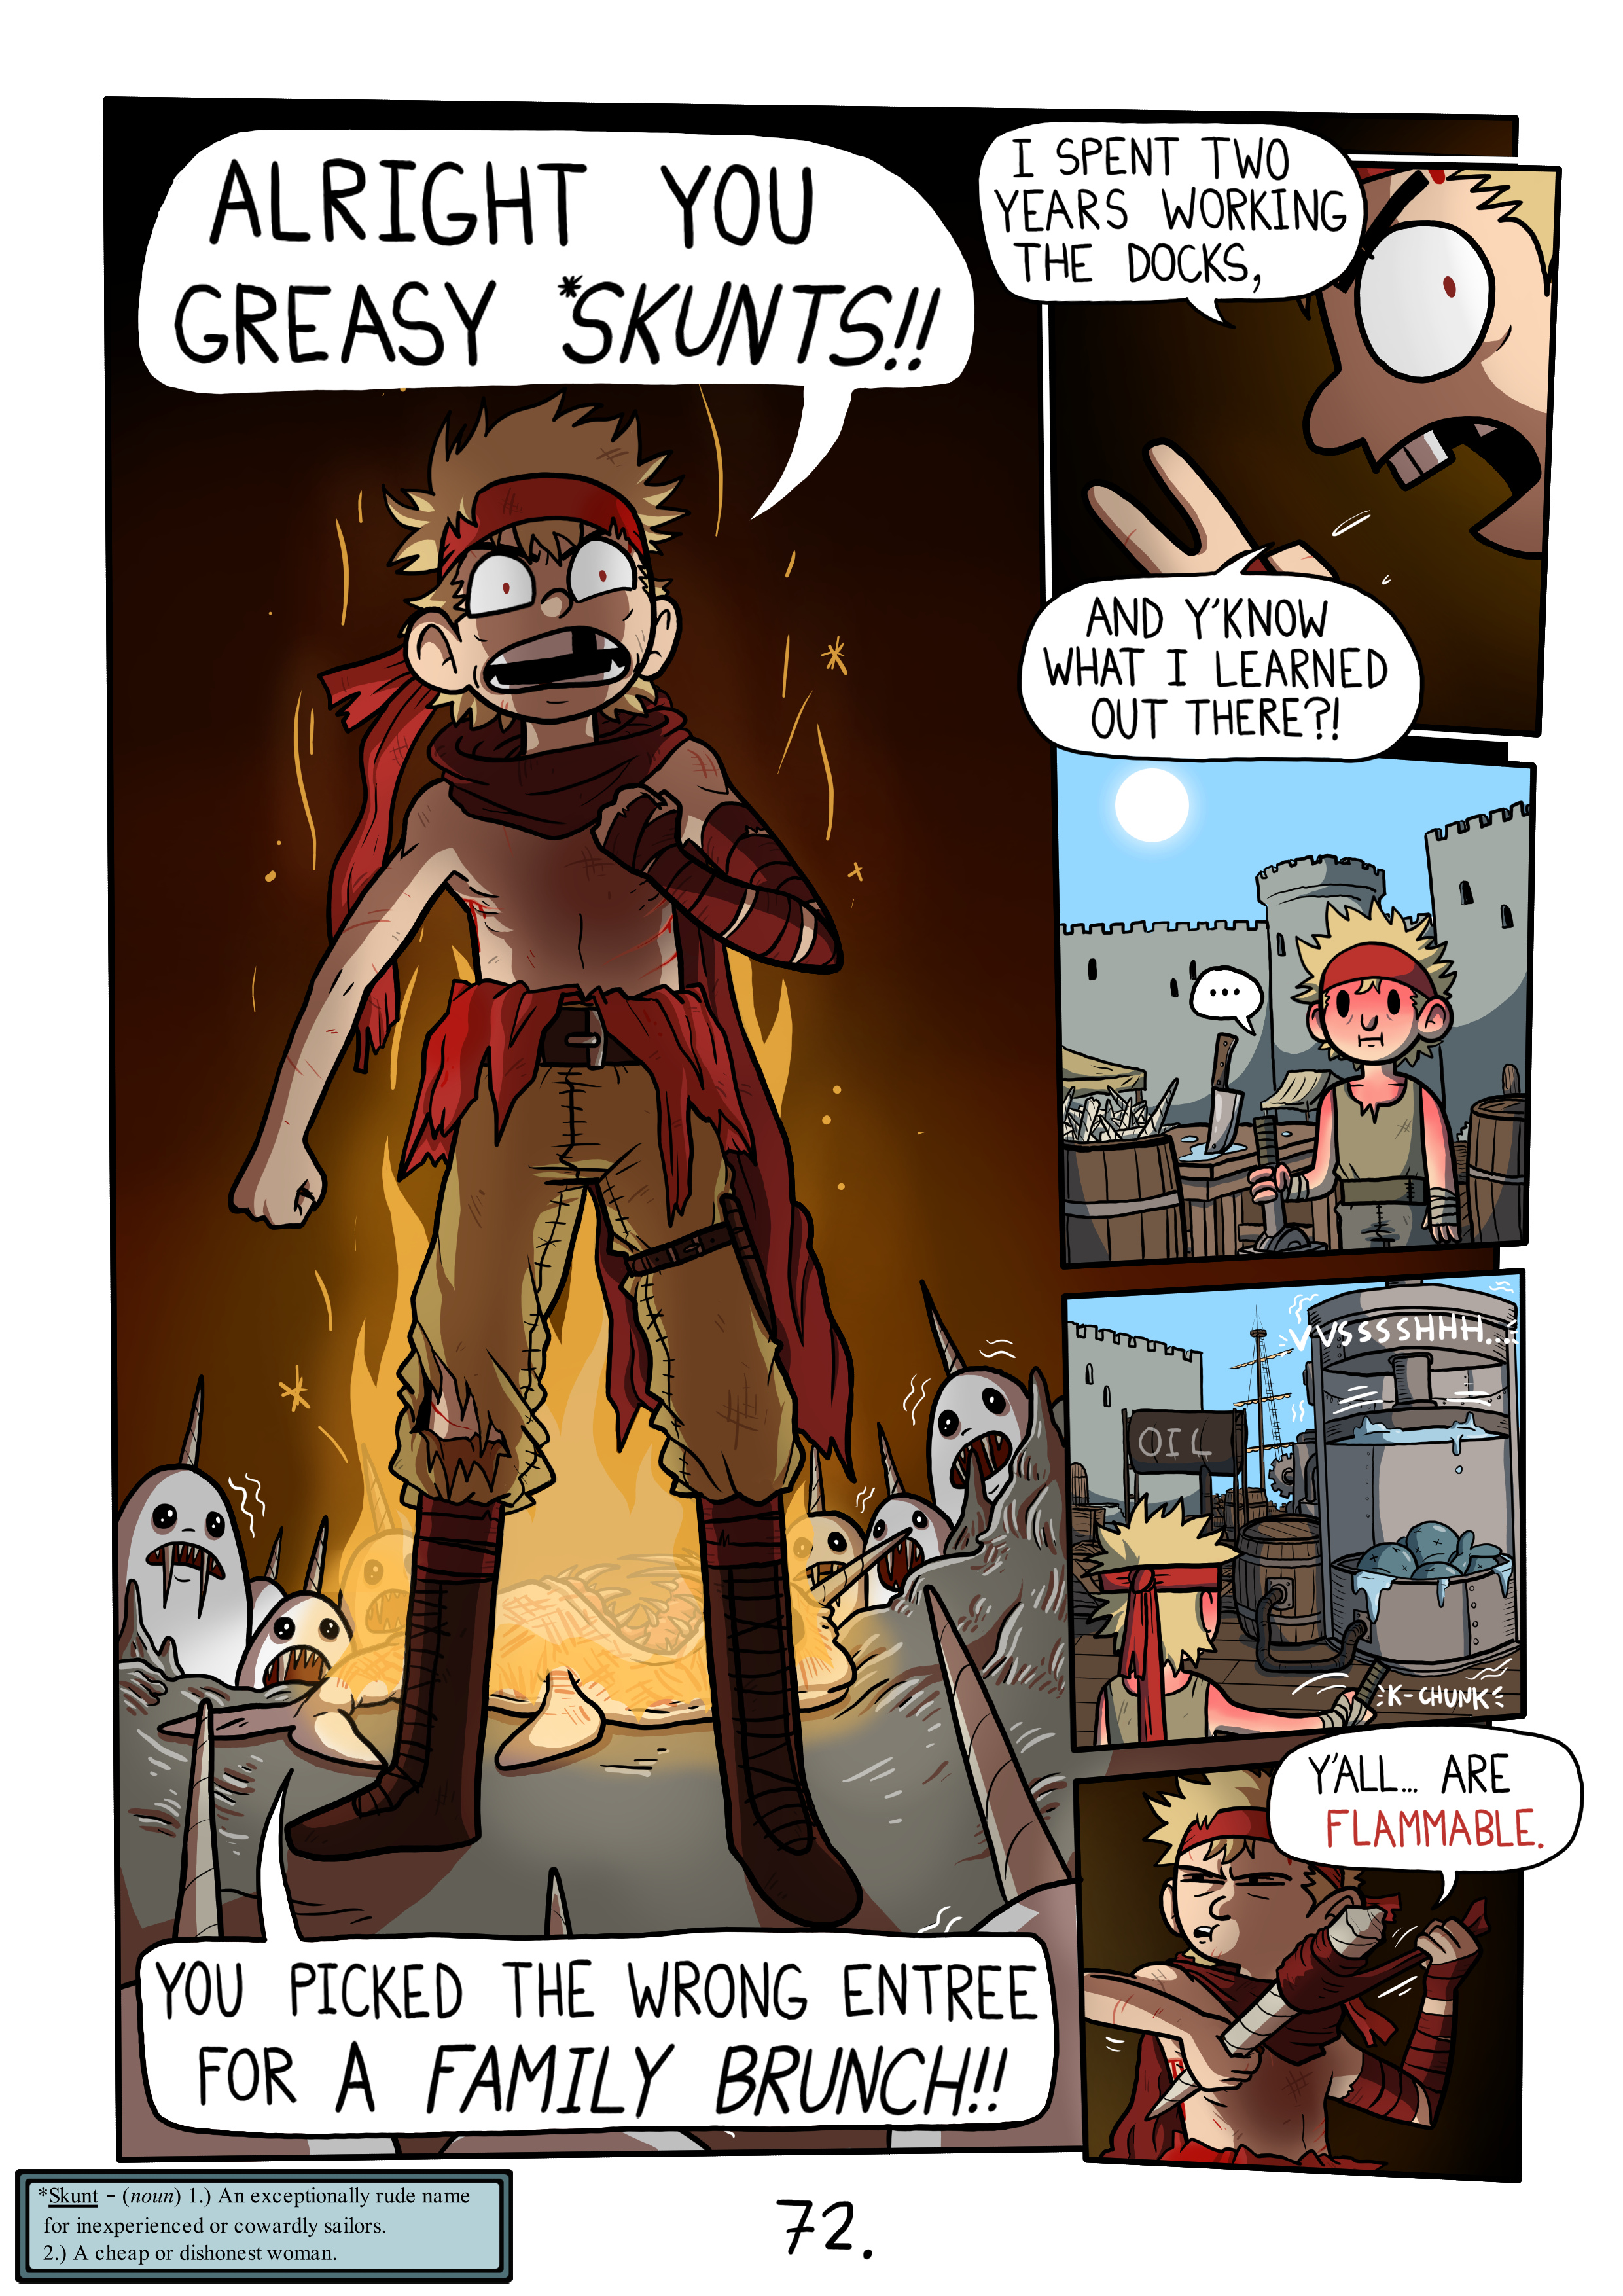 ALRIGHT YOU
GREASY *SKUNTS!!
YOU PICKED THE WRONG ENTREE
FOR A FAMILY BRUNCH!!
I SPENT TWO
YEARS WORKING
THE DOCKS,
AND Y'KNOW
WHAT I LEARNED
OUT THERE?!
...
VVSSSSHHH...
OIL
K-CHUNK
Y'ALL... ARE
FLAMMABLE.
*Skunt - (noun) 1.) An exceptionally rude name
for inexperienced or cowardly sailors.
2.) A cheap or dishonest woman.
72.